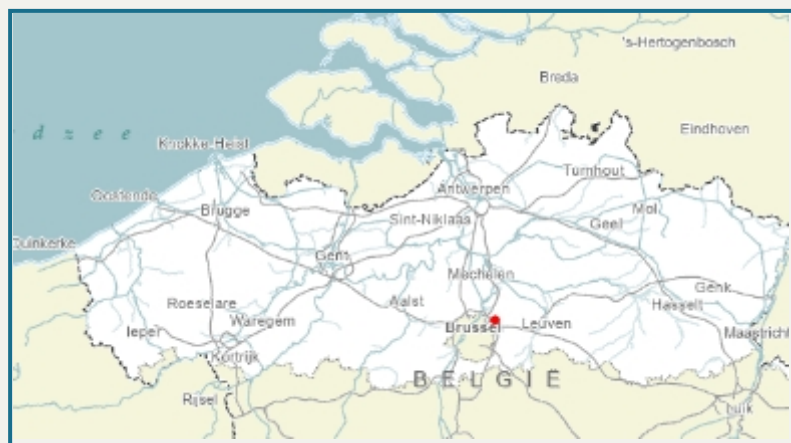 's-Hertogenbosch
Breda
Eindhoven
d z e e
Knokke-Heist
Turnhout
Antwerpen
Oostende
Mol
Brugge
Sint-Niklaas
Geel
Duinkerke
Gent
Mechelen
Genk
Roeselare
Aalst
Hasselt
Ieper
Waregem
Brussel
Leuven
Maastricht
Kortrijk
BELGIË
Rijsel
Luik